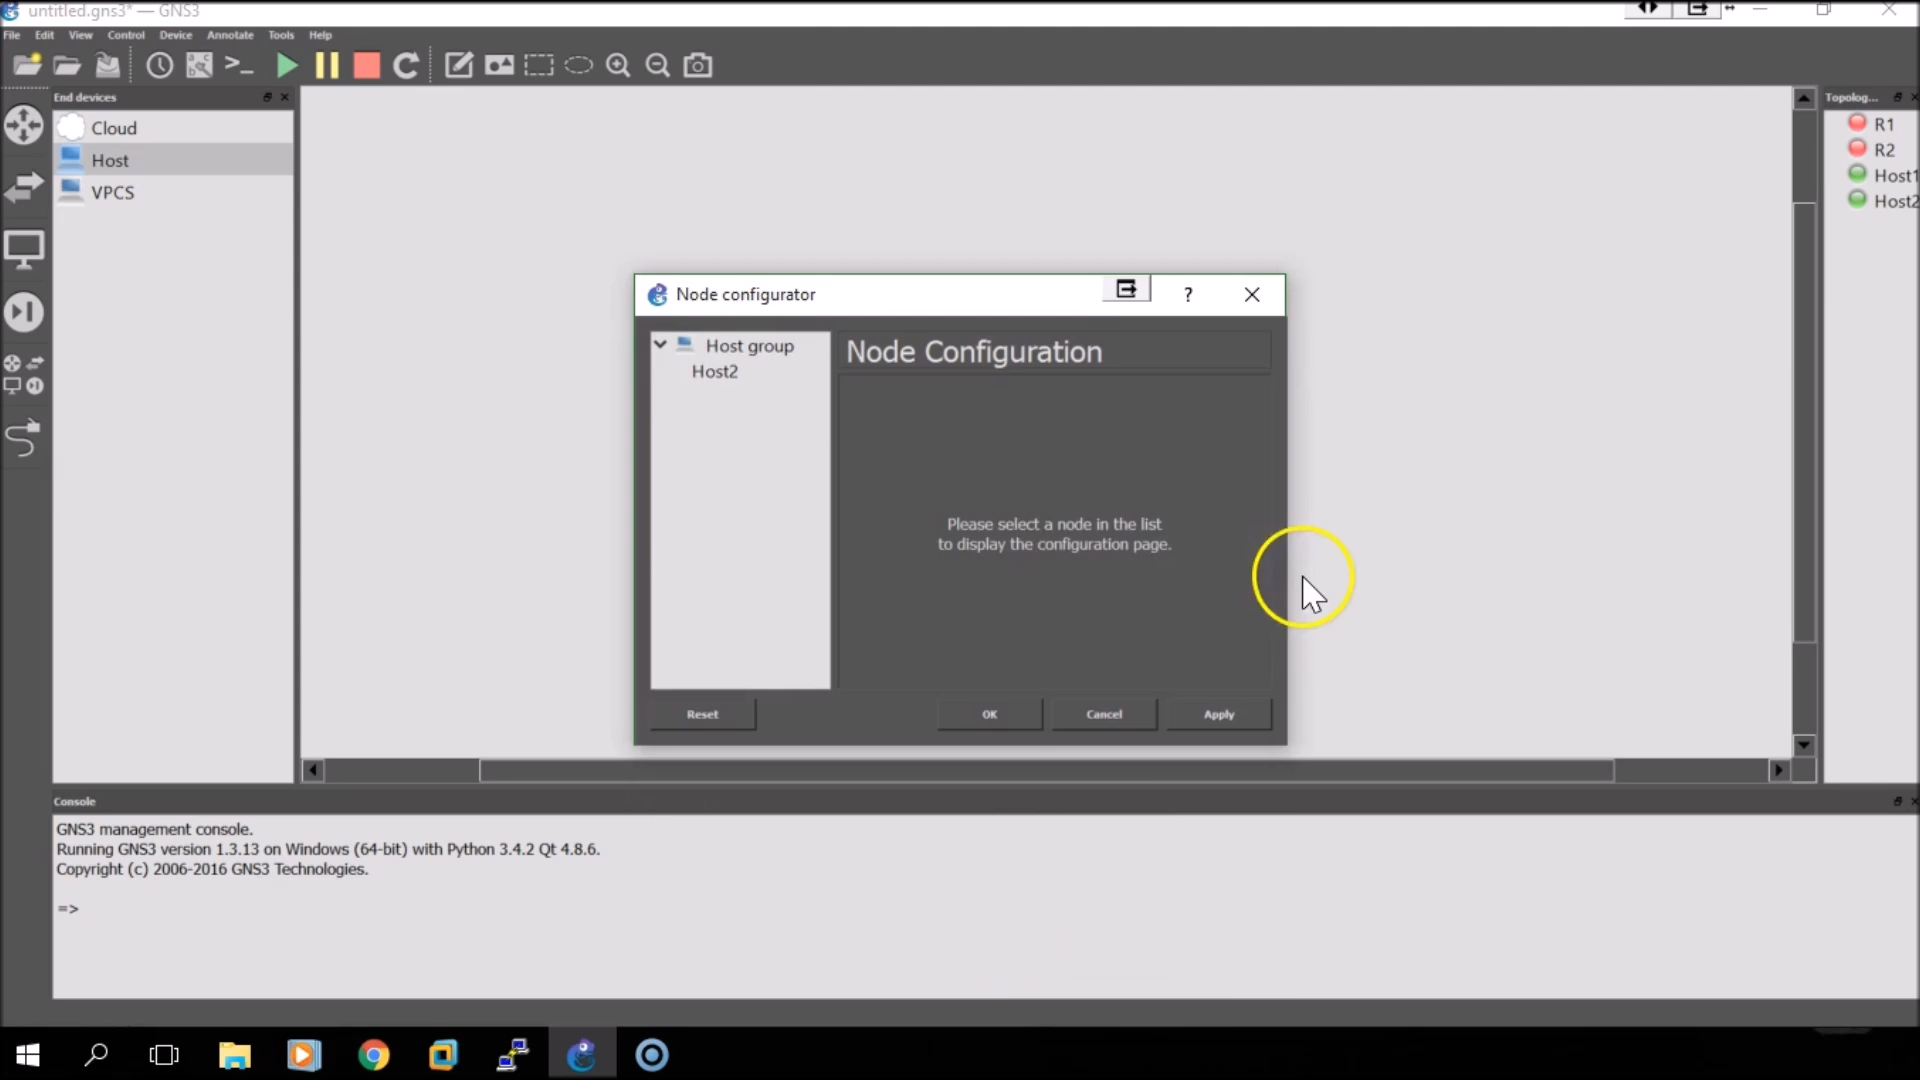 untitled.gns3* — GNS3
File Edit View Control Device Annotate Tools Help
End devices
Cloud
Host
VPCS
Topolog...
R1
R2
Host1
Host2
Node configurator
?
Host group
Host2
Node Configuration
Please select a node in the list
to display the configuration page.
Reset
OK
Cancel
Apply
Console
GNS3 management console.
Running GNS3 version 1.3.13 on Windows (64-bit) with Python 3.4.2 Qt 4.8.6.
Copyright (c) 2006-2016 GNS3 Technologies.
=>